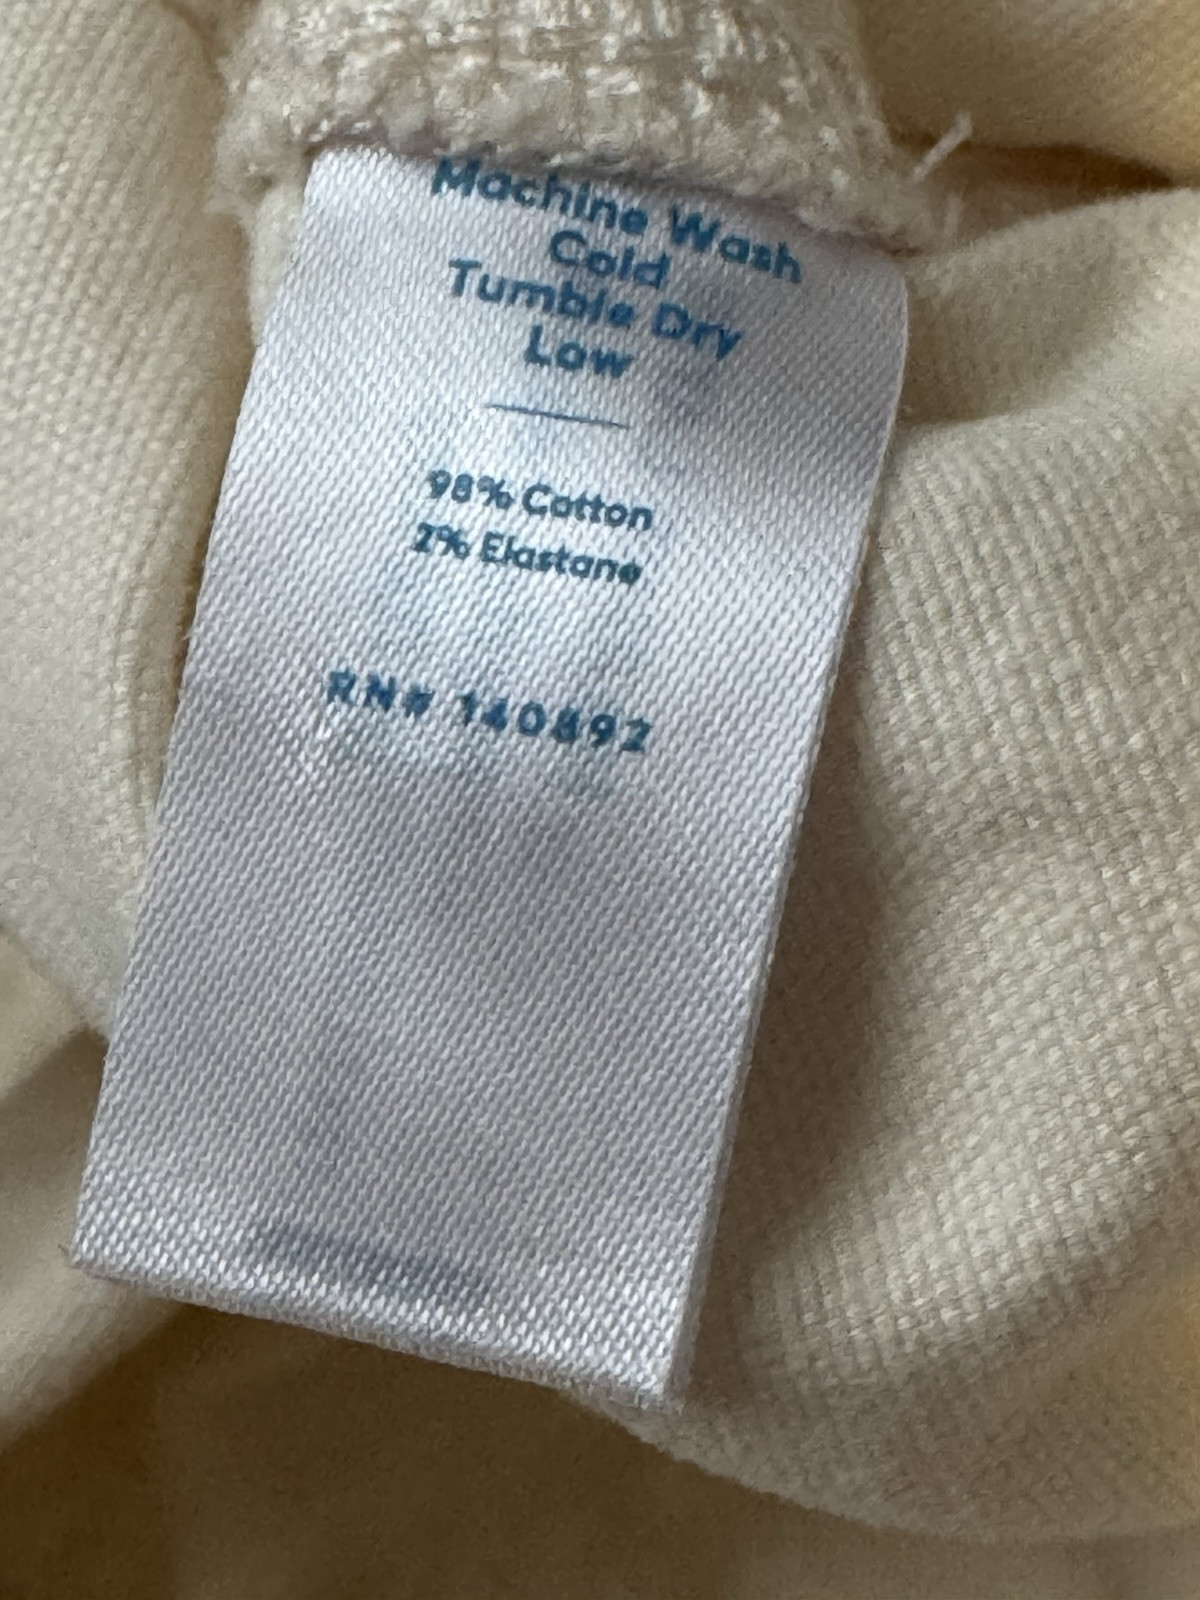 Machine Wash
Cold
Tumble Dry
Low
98% Cotton
2% Elastane
RN# 140892